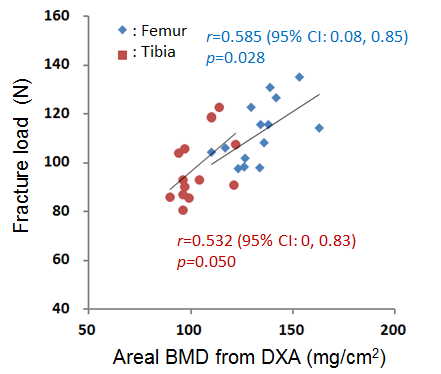 : Femur
: Tibia
r=0.585 (95% CI: 0.08, 0.85)
p=0.028
160
140
120
100
80
60
40
Fracture load (N)
r=0.532 (95% CI: 0, 0.83)
p=0.050
50
100
150
200
Areal BMD from DXA (mg/cm²)